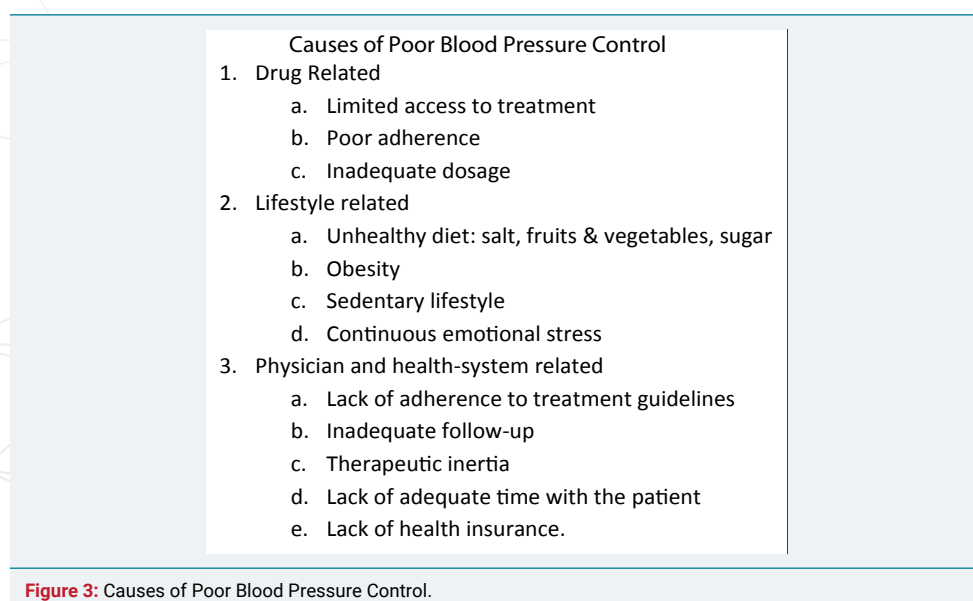 Causes of Poor Blood Pressure Control
1. Drug Related
a. Limited access to treatment
b. Poor adherence
c. Inadequate dosage
2. Lifestyle related
a. Unhealthy diet: salt, fruits & vegetables, sugar
b. Obesity
c. Sedentary lifestyle
d. Continuous emotional stress
3. Physician and health-system related
a. Lack of adherence to treatment guidelines
b. Inadequate follow-up
c. Therapeutic inertia
d. Lack of adequate time with the patient
e. Lack of health insurance.
Figure 3: Causes of Poor Blood Pressure Control.